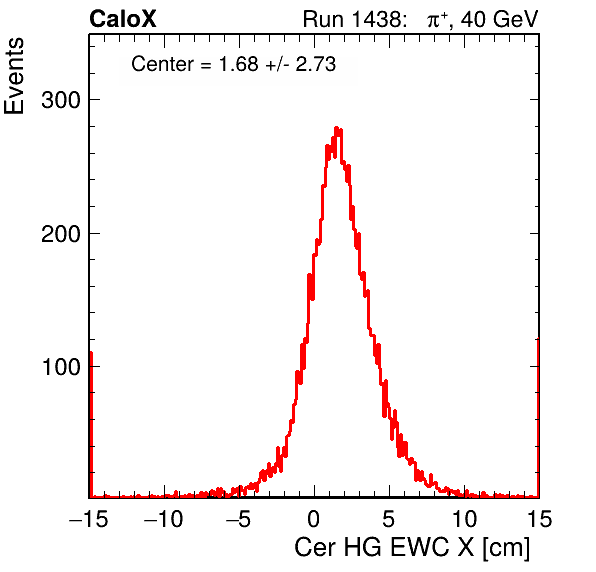 CaloX Run 1438: π⁺, 40 GeV
Events
Center = 1.68 +/- 2.73
300
200
100
−15 −10 −5 0 5 10 15
Cer HG EWC X [cm]